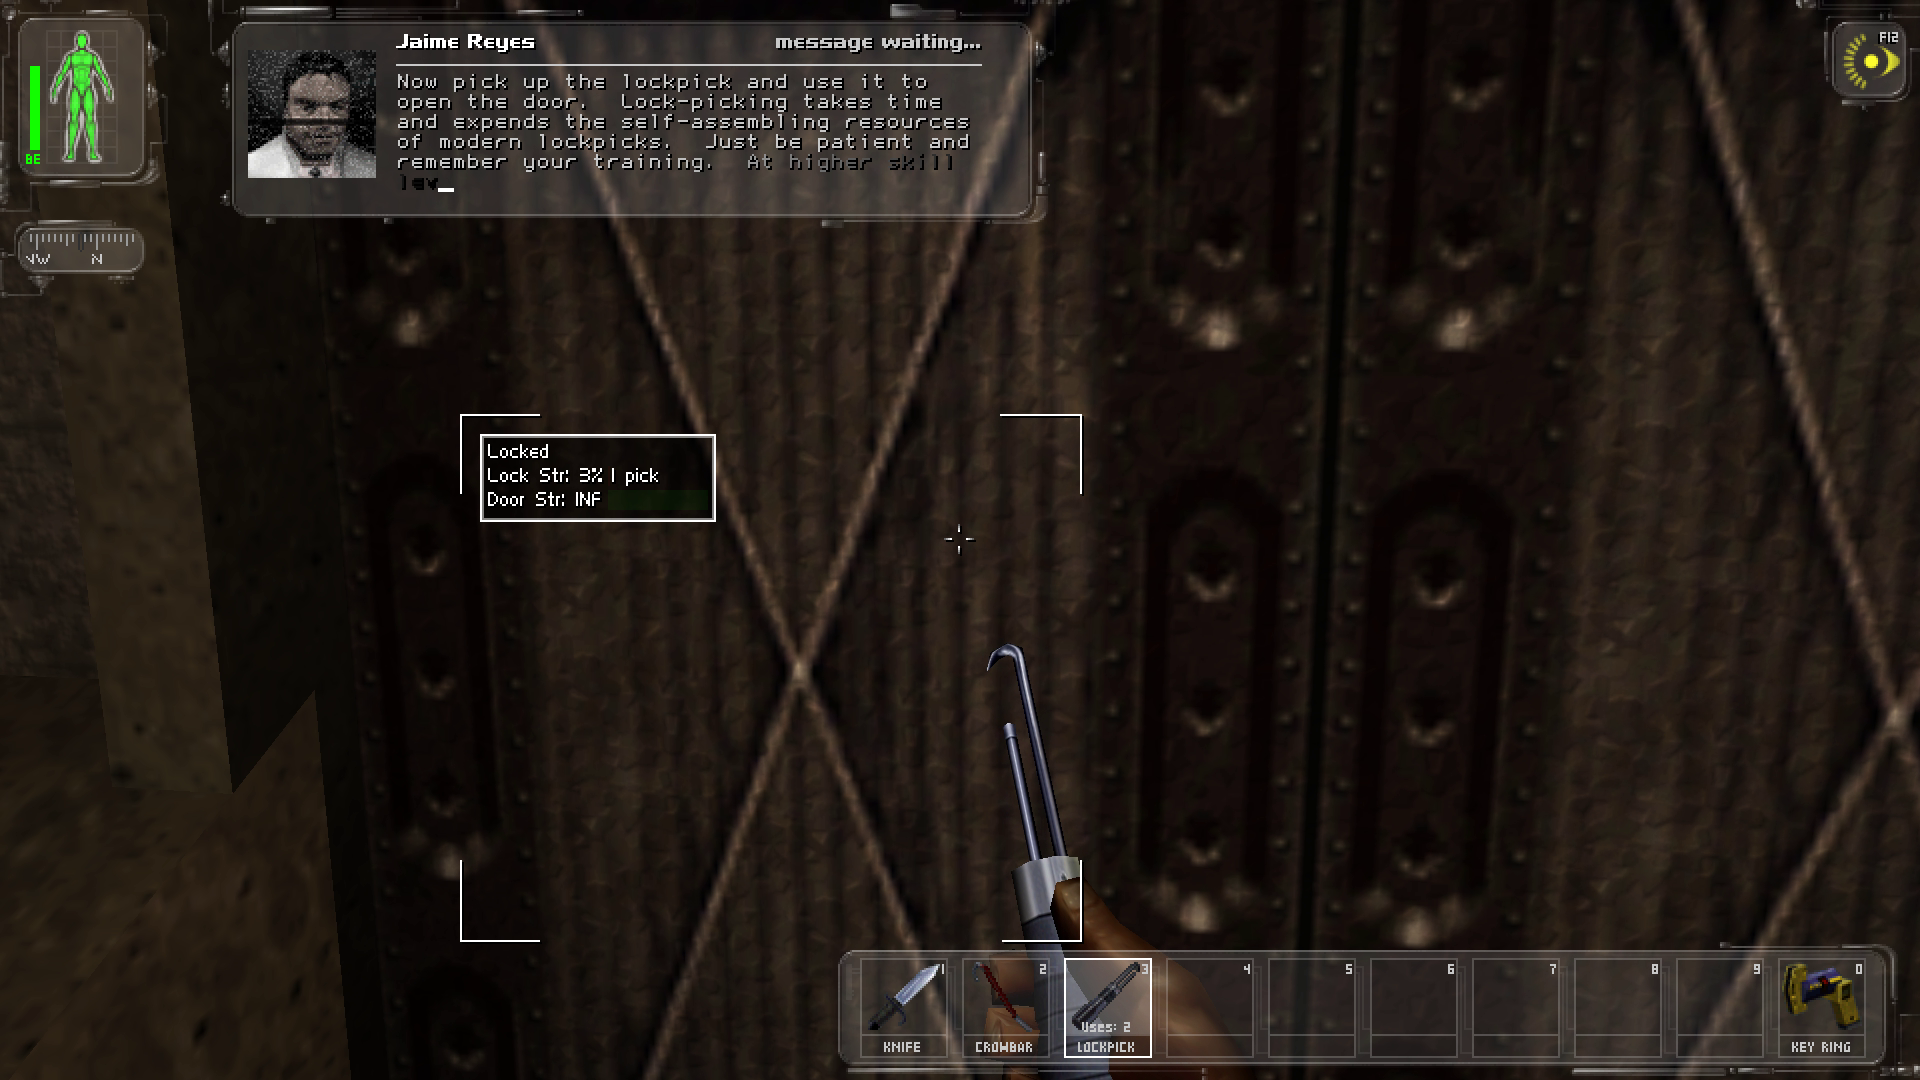 Jaime Reyes
message waiting...
F12
Now pick up the lockpick and use it to
open the door. Lock-picking takes time
and expends the self-assembling resources
of modern lockpicks. Just be patient and
remember your training. At higher skill
lev
BE
NW N
Locked
Lock Str: 3% 1 pick
Door Str: INF
1 2 3 4 5 6 7 8 9 0
Uses: 2
KNIFE CROWBAR LOCKPICK KEY RING